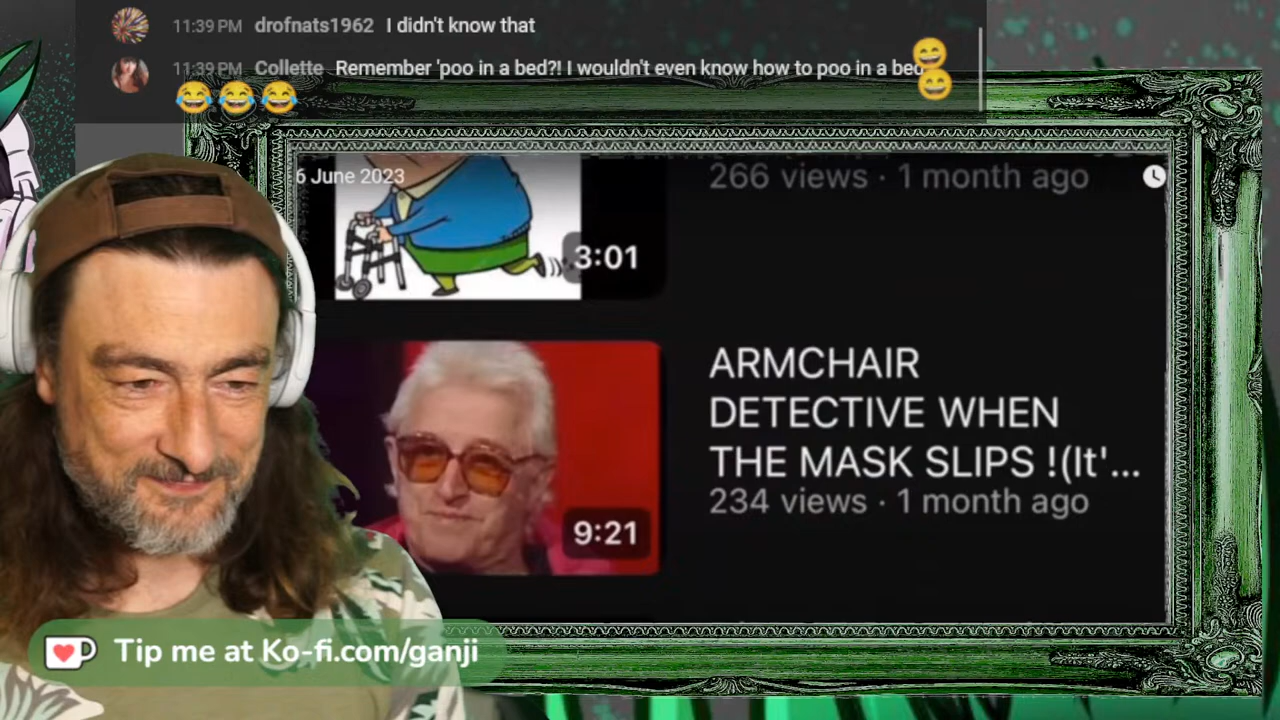 11:39 PM drofnats1962 I didn't know that
11:39 PM Collette Remember 'poo in a bed?! I wouldn't even know how to poo in a bed
6 June 2023
266 views · 1 month ago
3:01
ARMCHAIR
DETECTIVE WHEN
THE MASK SLIPS !(It'...
234 views · 1 month ago
9:21
Tip me at Ko-fi.com/ganji